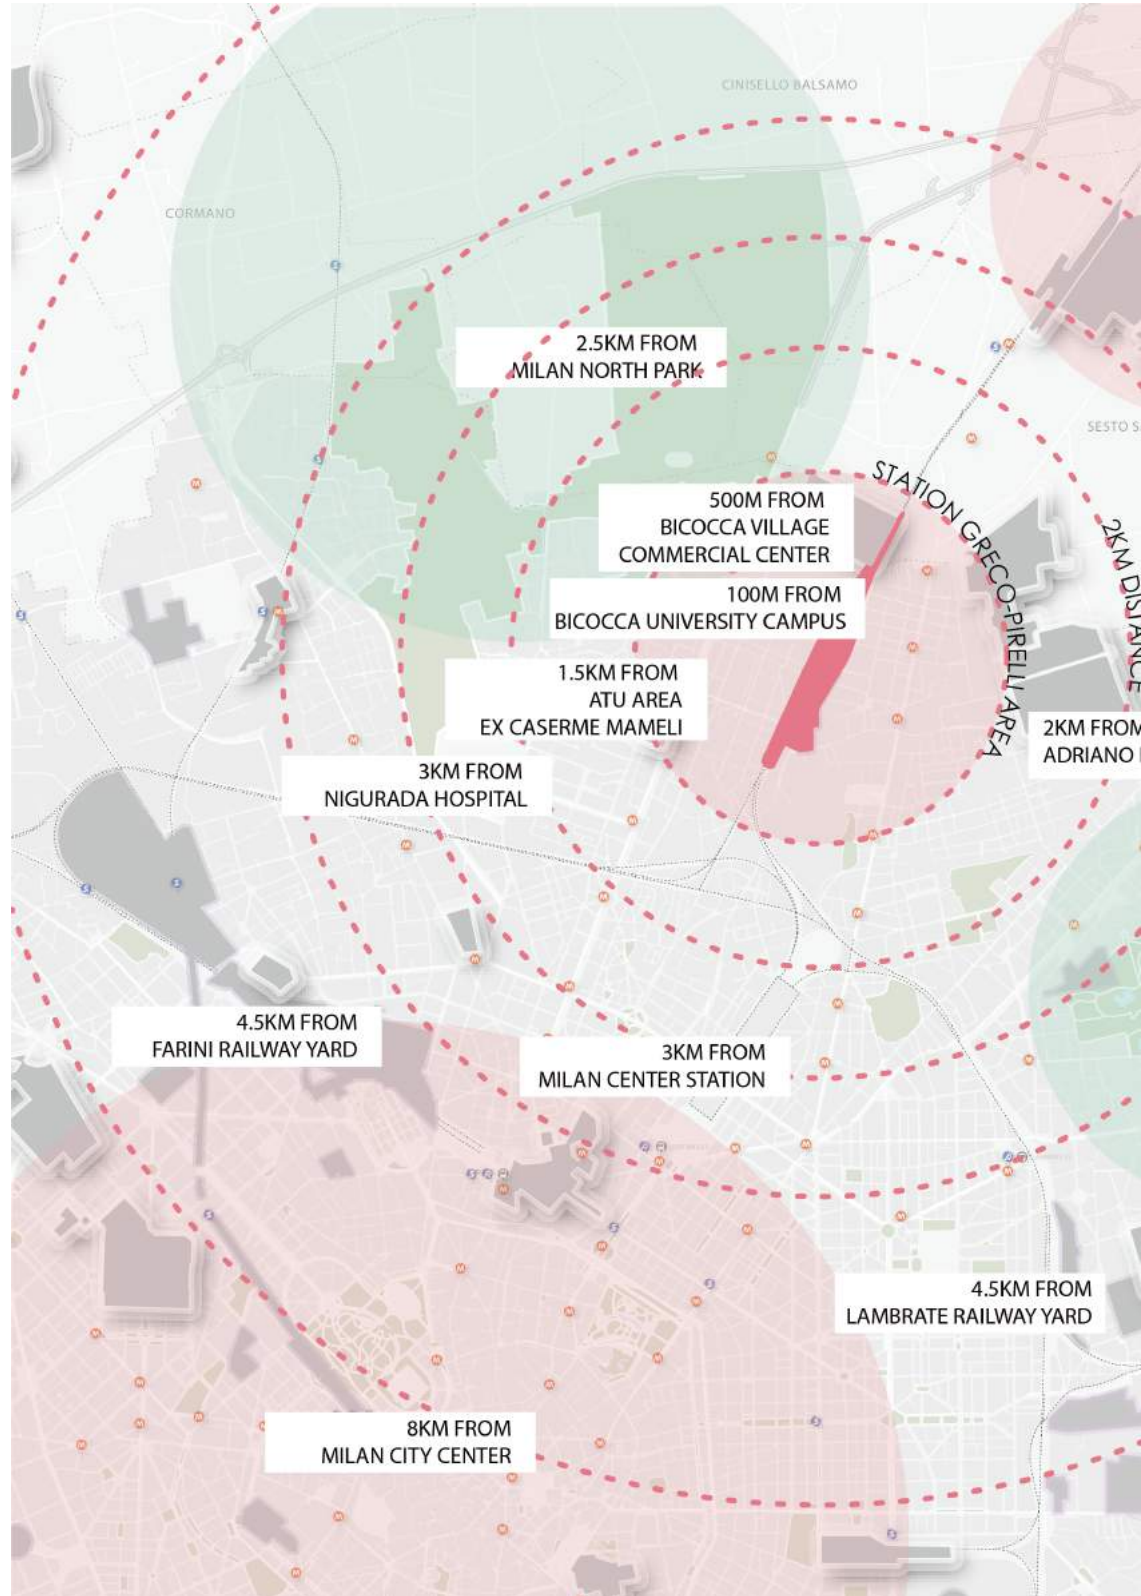 CINISELLO BALSAMO
CORMANO
2.5KM FROM
MILAN NORTH PARK
SESTO S
STATION GRECO-PIRELLI AREA
2KM DISTANCE
500M FROM
BICOCCA VILLAGE
COMMERCIAL CENTER
100M FROM
BICOCCA UNIVERSITY CAMPUS
1.5KM FROM
ATU AREA
EX CASERME MAMELI
2KM FROM
ADRIANO
3KM FROM
NIGURADA HOSPITAL
4.5KM FROM
FARINI RAILWAY YARD
3KM FROM
MILAN CENTER STATION
4.5KM FROM
LAMBRATE RAILWAY YARD
8KM FROM
MILAN CITY CENTER